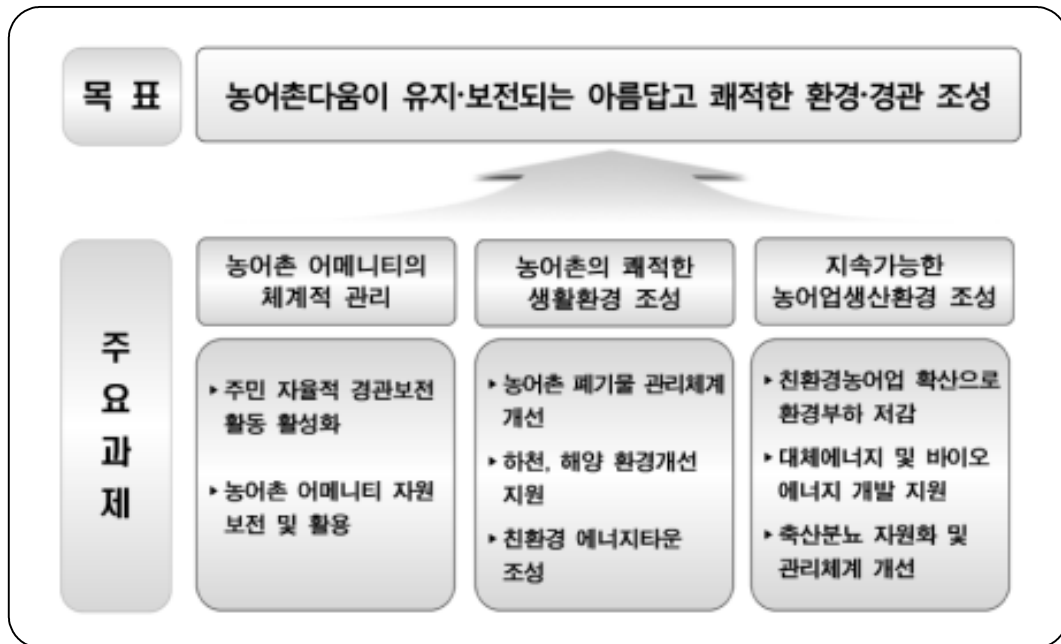 목 표
농어촌다움이 유지·보전되는 아름답고 쾌적한 환경·경관 조성
주
요
과
제
농어촌 어메니티의
체계적 관리
▸주민 자율적 경관보전
활동 활성화
▸농어촌 어메니티 자원
보전 및 활용
농어촌의 쾌적한
생활환경 조성
▸농어촌 폐기물 관리체계
개선
▸하천, 해양 환경개선
지원
▸친환경 에너지타운
조성
지속가능한
농어업생산환경 조성
▸친환경농어업 확산으로
환경부하 저감
▸대체에너지 및 바이오
에너지 개발 지원
▸축산분뇨 자원화 및
관리체계 개선